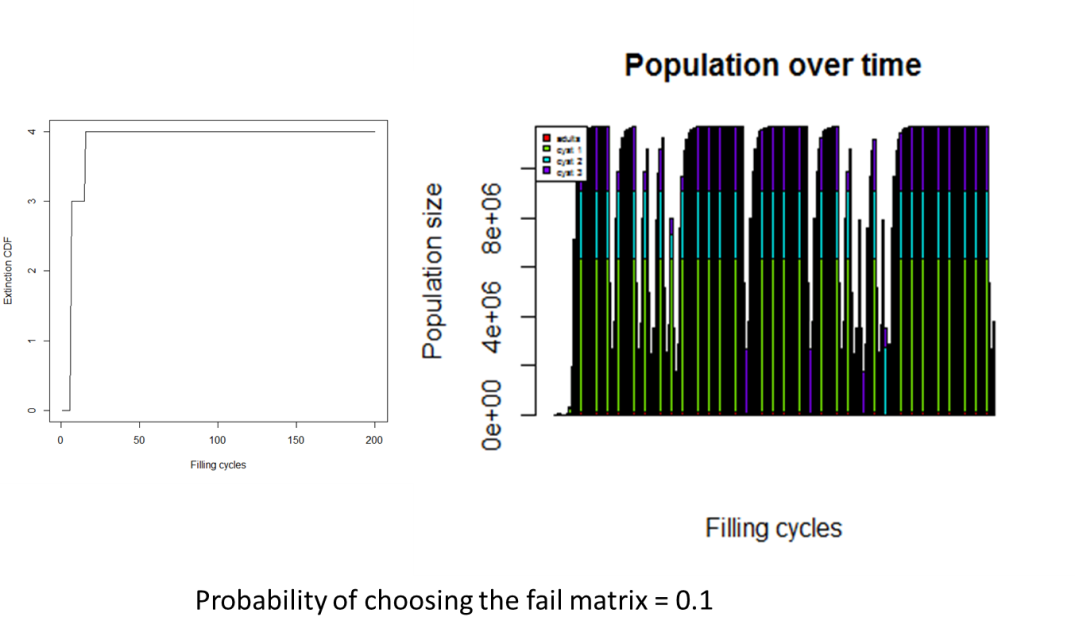 Population over time
4
3
2
1
0
Extinction CDF
0 50 100 150 200
Filling cycles
adults
cyst 1
cyst 2
cyst 3
8e+06
4e+06
0e+00
Population size
Filling cycles
Probability of choosing the fail matrix = 0.1